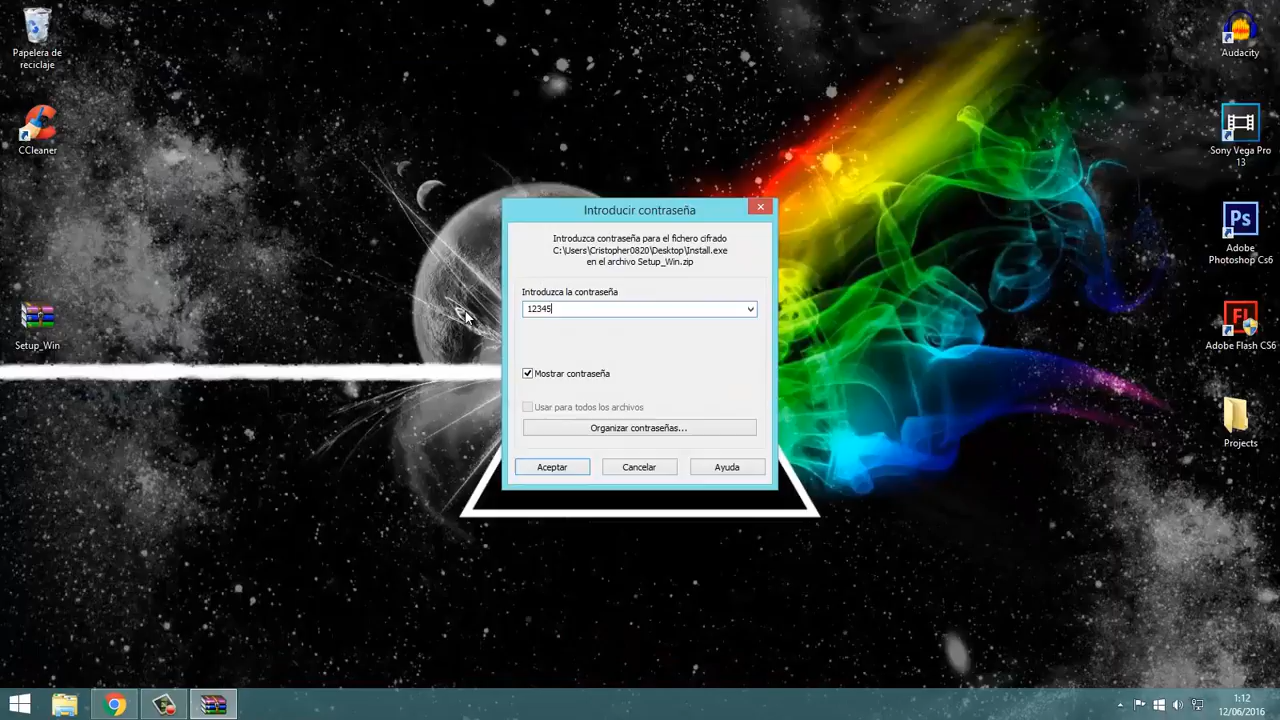 Papelera de
reciclaje
CCleaner
Setup_Win
Introducir contraseña
Introduzca contraseña para el fichero cifrado
C:\Users\Cristopher0820\Desktop\Install.exe
en el archivo Setup_Win.zip
Introduzca la contraseña
12345
Mostrar contraseña
Usar para todos los archivos
Organizar contraseñas...
Aceptar
Cancelar
Ayuda
Audacity
Sony Vega Pro
13
Ps
Adobe
Photoshop Cs6
FL
Adobe Flash CS6
Projects
1:12
12/06/2016